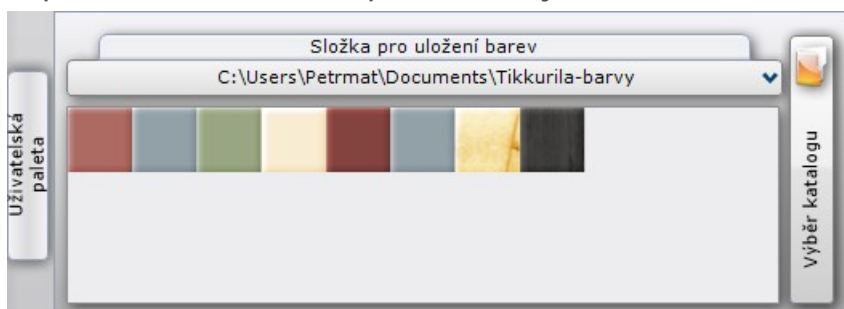 Složka pro uložení barev
C:\Users\Petrmat\Documents\Tikkurila-barvy
Uživatelská
paleta
Výběr katalogu